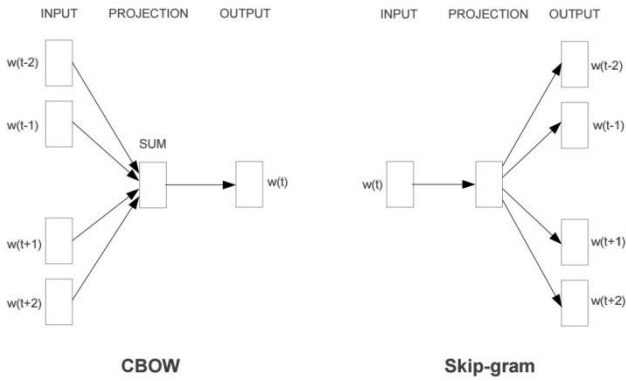 INPUT PROJECTION OUTPUT
w(t-2)
w(t-1)
SUM
w(t)
w(t+1)
w(t+2)
CBOW
INPUT PROJECTION OUTPUT
w(t-2)
w(t-1)
w(t)
w(t+1)
w(t+2)
Skip-gram